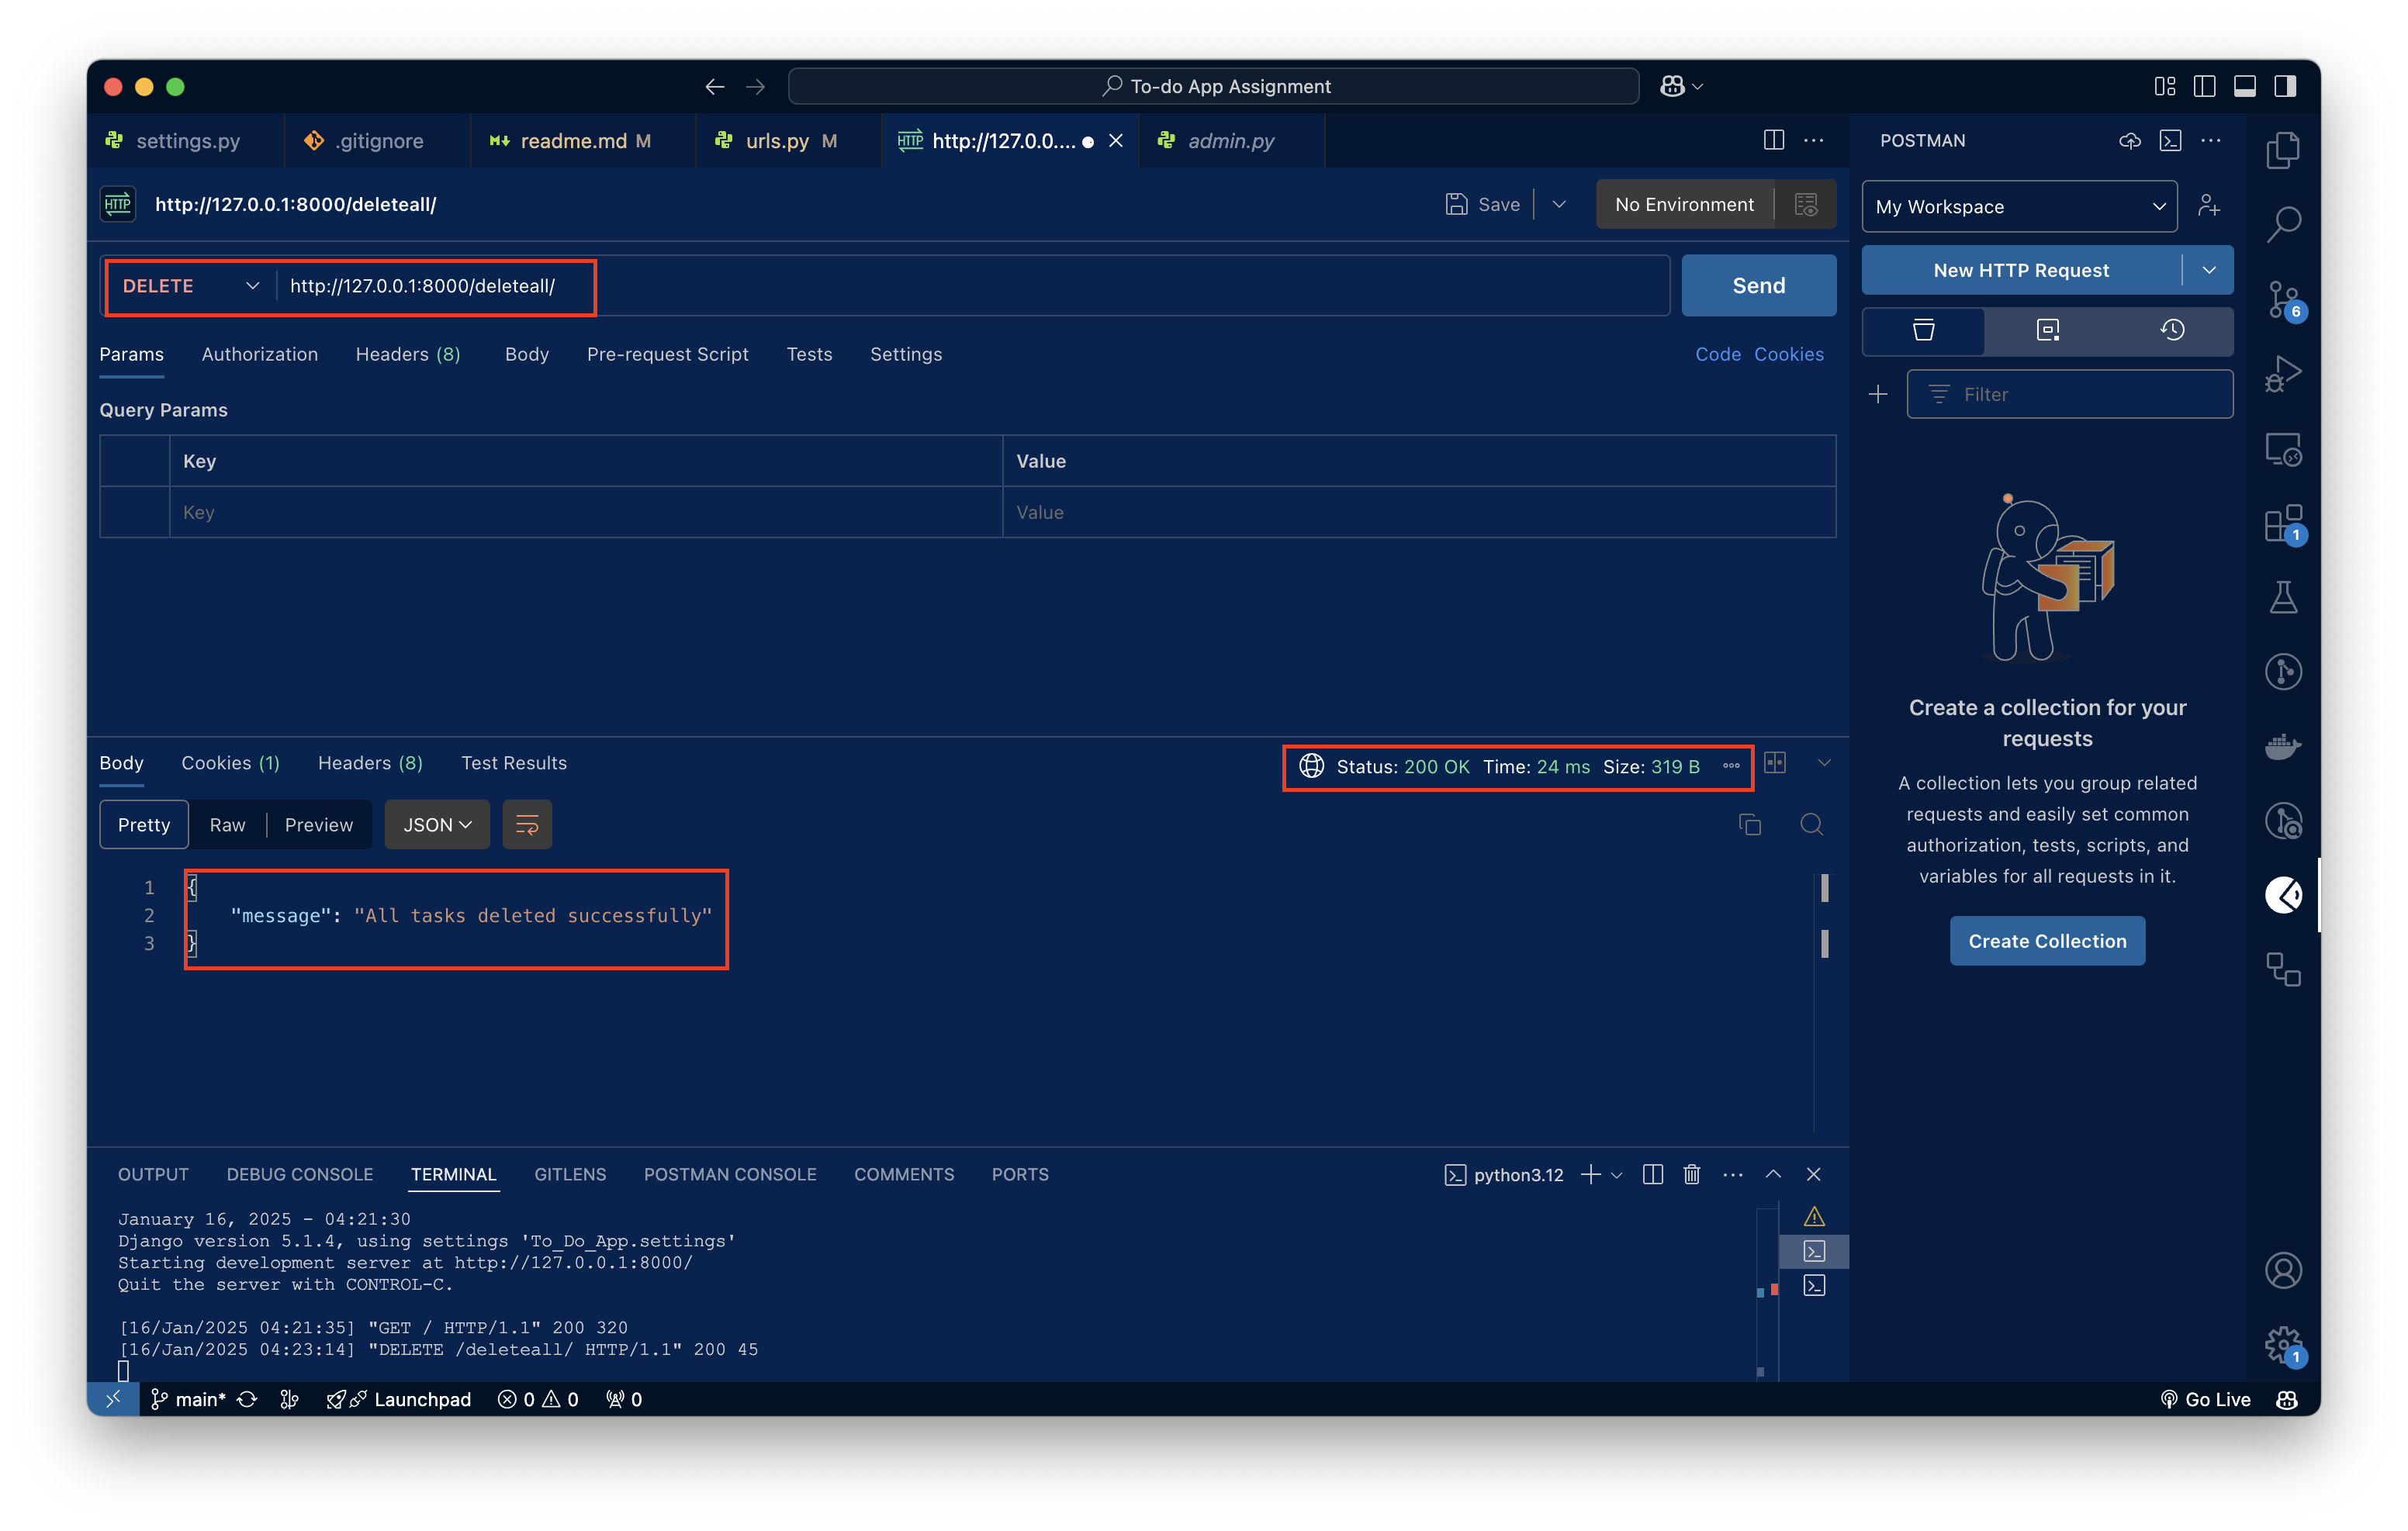 To-do App Assignment
settings.py
.gitignore
readme.md M
urls.py M
http://127.0.0....
admin.py
HTTP http://127.0.0.1:8000/deleteall/
Save
No Environment
DELETE http://127.0.0.1:8000/deleteall/
Send
Params Authorization Headers (8) Body Pre-request Script Tests Settings
Code Cookies
Query Params
Key Value
Key Value
Body Cookies (1) Headers (8) Test Results
Status: 200 OK Time: 24 ms Size: 319 B
Pretty Raw Preview JSON
1 {
2 "message": "All tasks deleted successfully"
3 }
OUTPUT DEBUG CONSOLE TERMINAL GITLENS POSTMAN CONSOLE COMMENTS PORTS
python3.12
January 16, 2025 - 04:21:30
Django version 5.1.4, using settings 'To_Do_App.settings'
Starting development server at http://127.0.0.1:8000/
Quit the server with CONTROL-C.
[16/Jan/2025 04:21:35] "GET / HTTP/1.1" 200 320
[16/Jan/2025 04:23:14] "DELETE /deleteall/ HTTP/1.1" 200 45
main* Launchpad 0 0 0
Go Live
POSTMAN
My Workspace
New HTTP Request
Filter
Create a collection for your
requests
A collection lets you group related
requests and easily set common
authorization, tests, scripts, and
variables for all requests in it.
Create Collection
6
1
1